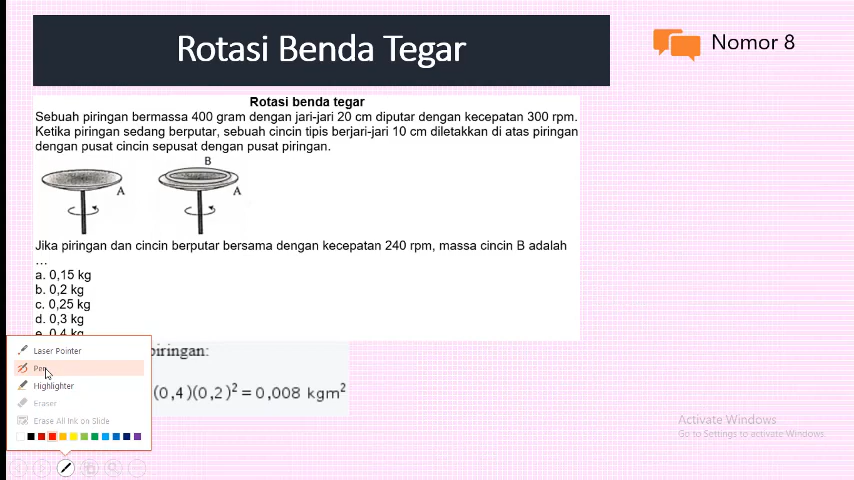 Rotasi Benda Tegar
Nomor 8
Rotasi benda tegar
Sebuah piringan bermassa 400 gram dengan jari-jari 20 cm diputar dengan kecepatan 300 rpm.
Ketika piringan sedang berputar, sebuah cincin tipis berjari-jari 10 cm diletakkan di atas piringan
dengan pusat cincin sepusat dengan pusat piringan.
B
A
A
Jika piringan dan cincin berputar bersama dengan kecepatan 240 rpm, massa cincin B adalah
...
a. 0,15 kg
b. 0,2 kg
c. 0,25 kg
d. 0,3 kg
e. 0,4 kg
piringan:
(0,4)(0,2)² = 0,008 kgm²
Laser Pointer
Highlighter
Eraser
Erase All Ink on Slide
Activate Windows
Go to Settings to activate Windows.